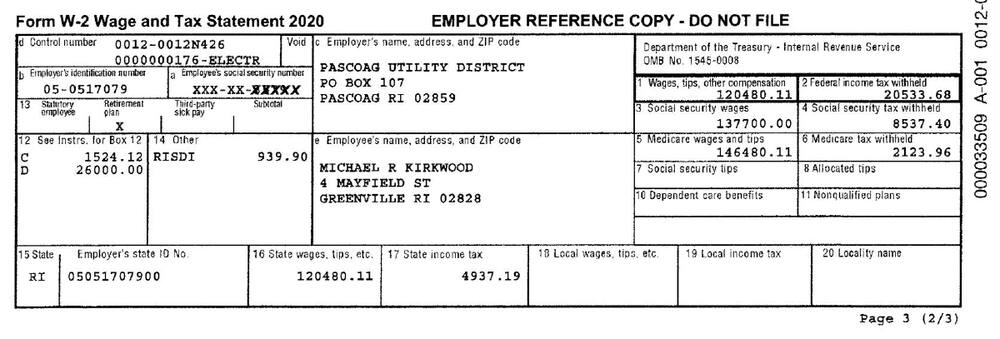 Form W-2 Wage and Tax Statement 2020
EMPLOYER REFERENCE COPY - DO NOT FILE
d Control number
0012-0012N426
0000000176-ELECTR
Void
b Employer's identification number
05-0517079
a Employee's social security number
XXX-XX-XXXXX
13 Statutory employee
Retirement plan
X
Third-party sick pay
Subtotal
12 See Instrs. for Box 12
C 1524.12
D 26000.00
14 Other
RISDI 939.90
c Employer's name, address, and ZIP code
PASCOAG UTILITY DISTRICT
PO BOX 107
PASCOAG RI 02859
e Employee's name, address, and ZIP code
MICHAEL R KIRKWOOD
4 MAYFIELD ST
GREENVILLE RI 02828
Department of the Treasury - Internal Revenue Service
OMB No. 1545-0008
1 Wages, tips, other compensation
120480.11
2 Federal income tax withheld
20533.68
3 Social security wages
137700.00
4 Social security tax withheld
8537.40
5 Medicare wages and tips
146480.11
6 Medicare tax withheld
2123.96
7 Social security tips
8 Allocated tips
10 Dependent care benefits
11 Nonqualified plans
15 State
RI
Employer's state ID No.
05051707900
16 State wages, tips, etc.
120480.11
17 State income tax
4937.19
18 Local wages, tips, etc.
19 Local income tax
20 Locality name
Page 3 (2/3)
000033509 A-001 0012-0